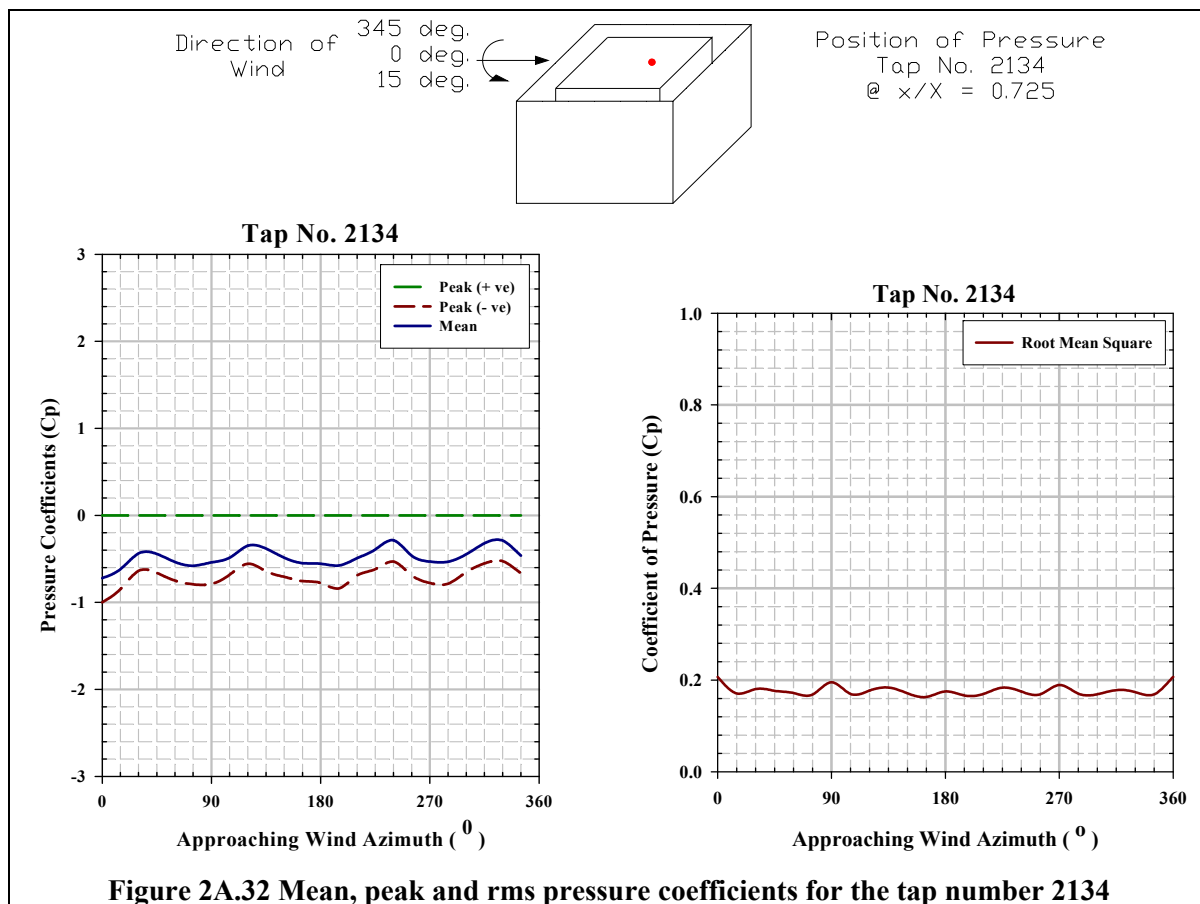 Direction of Wind
345 deg.
0 deg.
15 deg.
Position of Pressure
Tap No. 2134
@ x/X = 0.725
Tap No. 2134
Peak (+ ve)
Peak (- ve)
Mean
3
2
1
0
-1
-2
-3
Pressure Coefficients (Cp)
0 90 180 270 360
Approaching Wind Azimuth ( 0 )
Tap No. 2134
Root Mean Square
1.0
0.8
0.6
0.4
0.2
0.0
Coefficient of Pressure (Cp)
0 90 180 270 360
Approaching Wind Azimuth ( o )
Figure 2A.32 Mean, peak and rms pressure coefficients for the tap number 2134